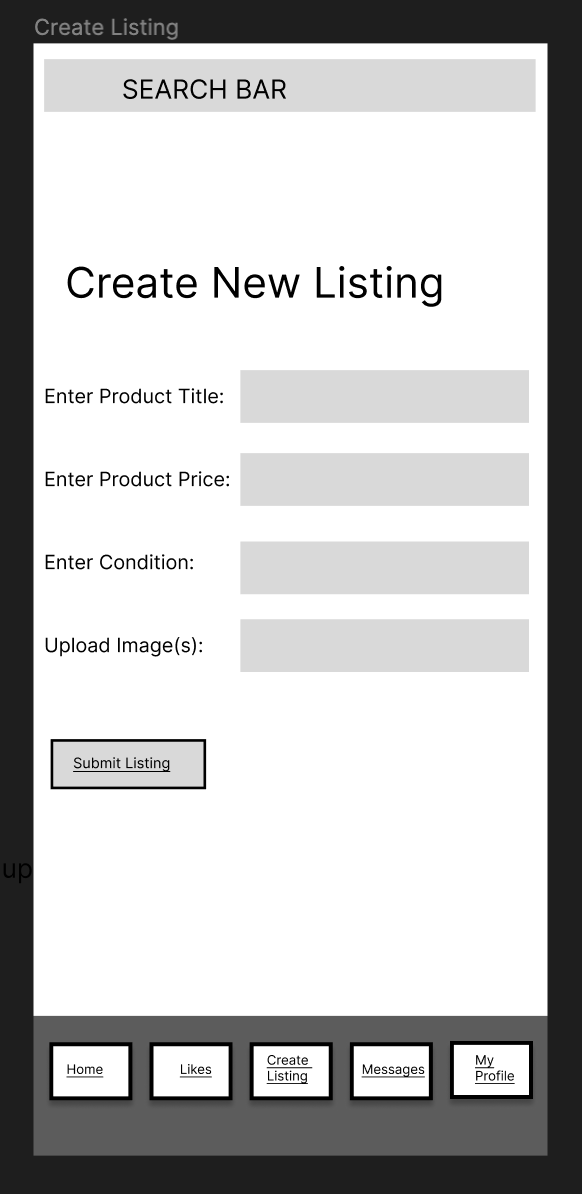 Create Listing
SEARCH BAR
Create New Listing
Enter Product Title:
Enter Product Price:
Enter Condition:
Upload Image(s):
Submit Listing
up
Home
Likes
Create
Listing
Messages
My
Profile